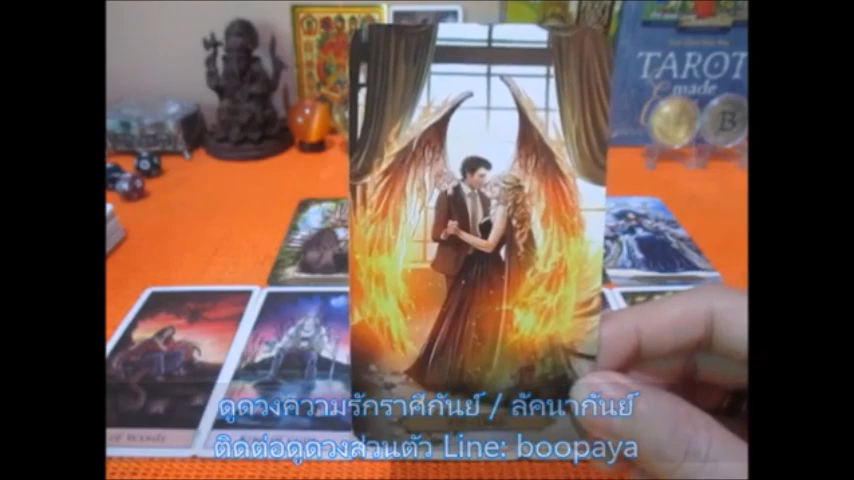 TAROT
made
B
of Wands
ดูดวงความรักราศีกันย์ / ลัคนากันย์
ติดต่อดูดวงส่วนตัว Line: boopaya